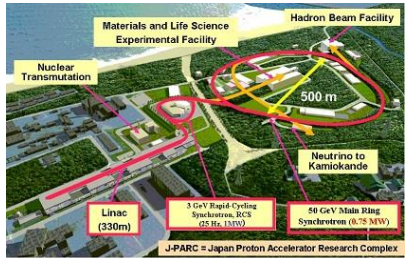 Hadron Beam Facility
Materials and Life Science
Experimental Facility
Nuclear
Transmutation
500 m
Neutrino to
Kamiokande
Linac
(330m)
3 GeV Rapid-Cycling
Synchrotron, RCS
(25 Hz, 1MW)
50 GeV Main Ring
Synchrotron (0.75 MW)
J-PARC = Japan Proton Accelerator Research Complex